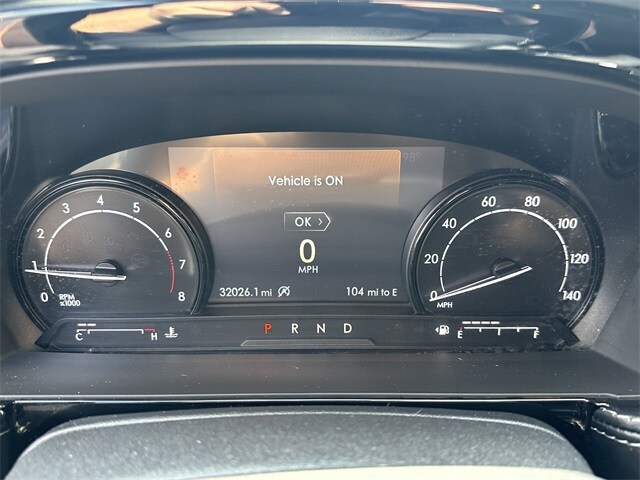 98°
Vehicle is ON
OK >
0
MPH
32026.1 mi
104 mi to E
0 1 2 3 4 5 6 7 8
RPM
x1000
0 20 40 60 80 100 120 140
MPH
C H
P R N D
E F